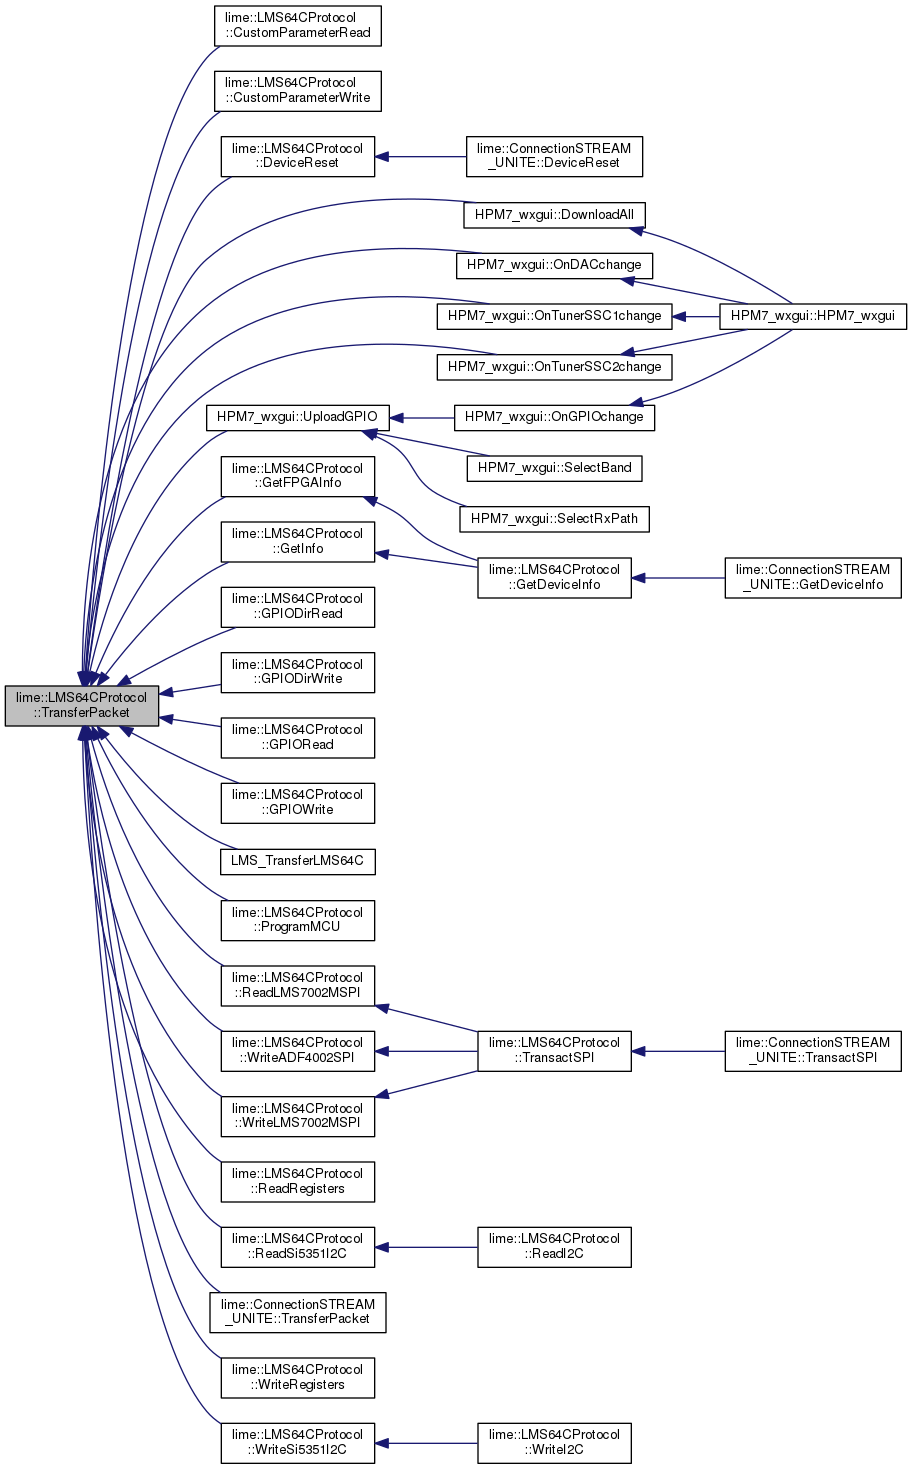 lime::LMS64CProtocol
::CustomParameterRead
lime::LMS64CProtocol
::CustomParameterWrite
lime::LMS64CProtocol
::DeviceReset
lime::ConnectionSTREAM
_UNITE::DeviceReset
HPM7_wxgui::DownloadAll
HPM7_wxgui::OnDACchange
HPM7_wxgui::OnTunerSSC1change
HPM7_wxgui::HPM7_wxgui
HPM7_wxgui::OnTunerSSC2change
HPM7_wxgui::UploadGPIO
HPM7_wxgui::OnGPIOchange
HPM7_wxgui::SelectBand
lime::LMS64CProtocol
::GetFPGAInfo
HPM7_wxgui::SelectRxPath
lime::LMS64CProtocol
::GetInfo
lime::LMS64CProtocol
::GetDeviceInfo
lime::ConnectionSTREAM
_UNITE::GetDeviceInfo
lime::LMS64CProtocol
::GPIODirRead
lime::LMS64CProtocol
::GPIODirWrite
lime::LMS64CProtocol
::TransferPacket
lime::LMS64CProtocol
::GPIORead
lime::LMS64CProtocol
::GPIOWrite
LMS_TransferLMS64C
lime::LMS64CProtocol
::ProgramMCU
lime::LMS64CProtocol
::ReadLMS7002MSPI
lime::LMS64CProtocol
::WriteADF4002SPI
lime::LMS64CProtocol
::TransactSPI
lime::ConnectionSTREAM
_UNITE::TransactSPI
lime::LMS64CProtocol
::WriteLMS7002MSPI
lime::LMS64CProtocol
::ReadRegisters
lime::LMS64CProtocol
::ReadSi5351I2C
lime::LMS64CProtocol
::ReadI2C
lime::ConnectionSTREAM
_UNITE::TransferPacket
lime::LMS64CProtocol
::WriteRegisters
lime::LMS64CProtocol
::WriteSi5351I2C
lime::LMS64CProtocol
::WriteI2C